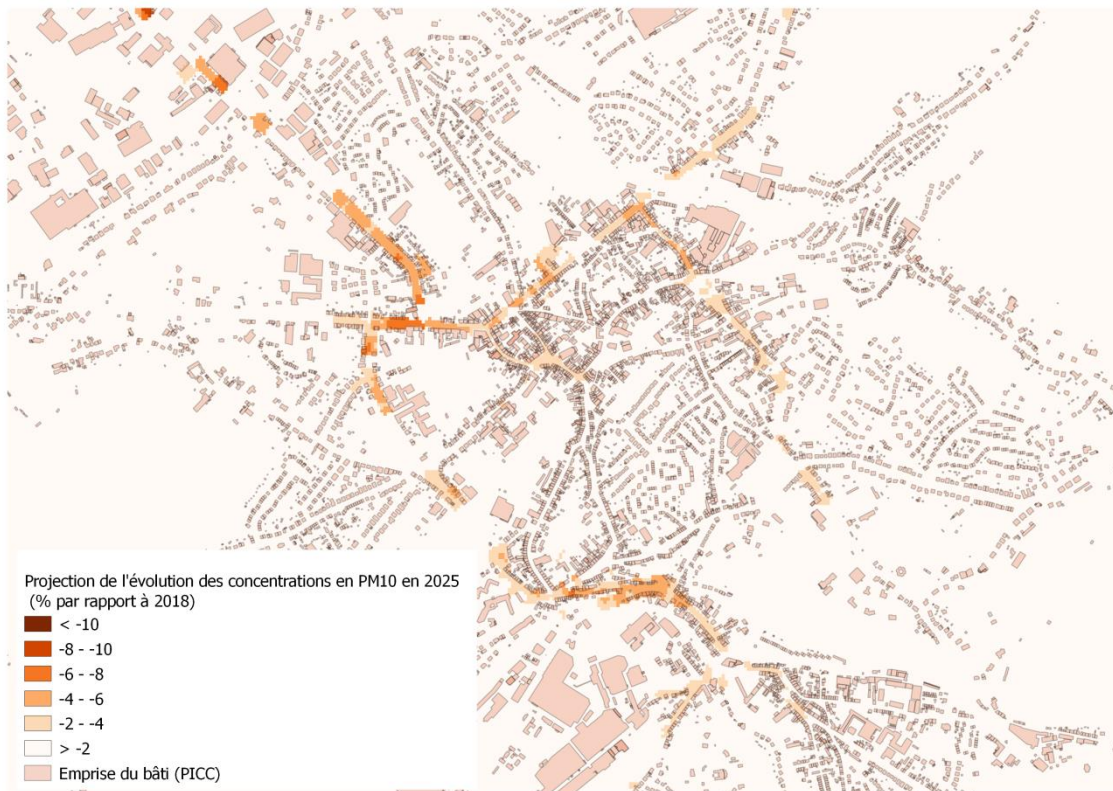 Projection de l'évolution des concentrations en PM10 en 2025
(% par rapport à 2018)
< -10
-8 - -10
-6 - -8
-4 - -6
-2 - -4
> -2
Emprise du bâti (PICC)